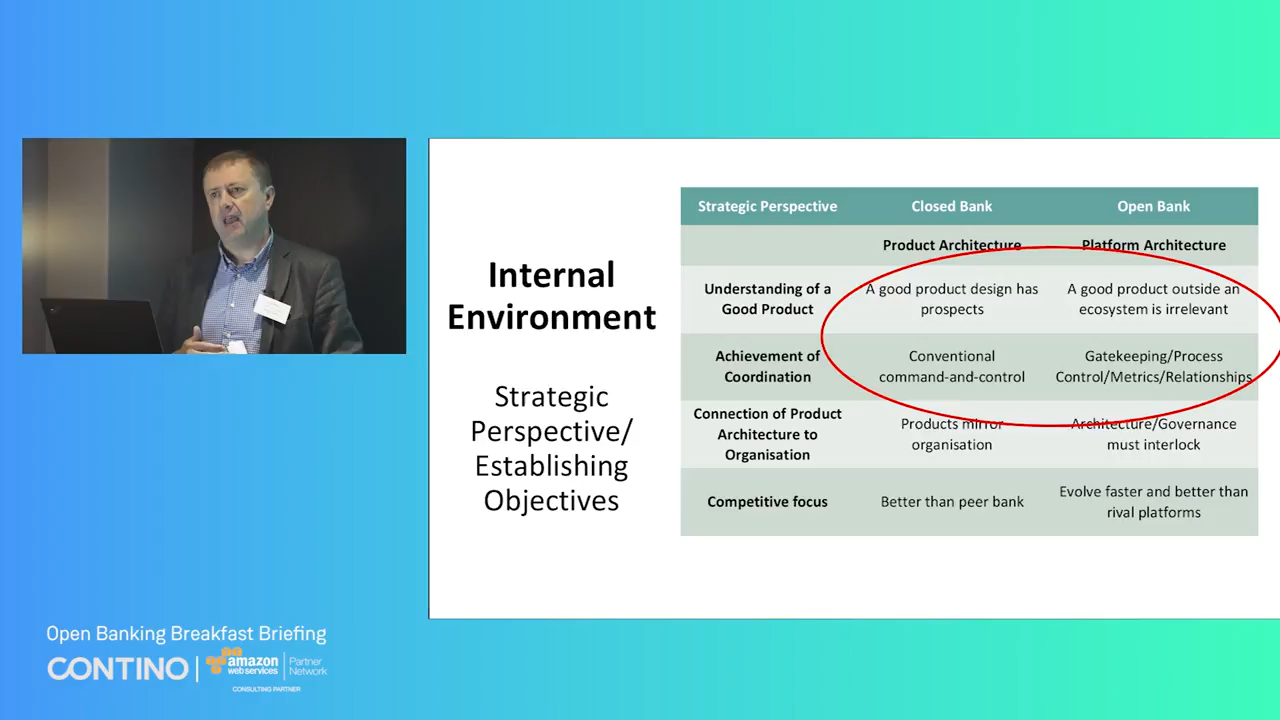 Internal
Environment
Strategic
Perspective/
Establishing
Objectives
Strategic Perspective
Closed Bank
Open Bank
Product Architecture
Platform Architecture
Understanding of a
Good Product
A good product design has
prospects
A good product outside an
ecosystem is irrelevant
Achievement of
Coordination
Conventional
command-and-control
Gatekeeping/Process
Control/Metrics/Relationships
Connection of Product
Architecture to
Organisation
Products mirror
organisation
Architecture/Governance
must interlock
Competitive focus
Better than peer bank
Evolve faster and better than
rival platforms
Open Banking Breakfast Briefing
CONTINO
amazon
web services
Partner
Network
CONSULTING PARTNER